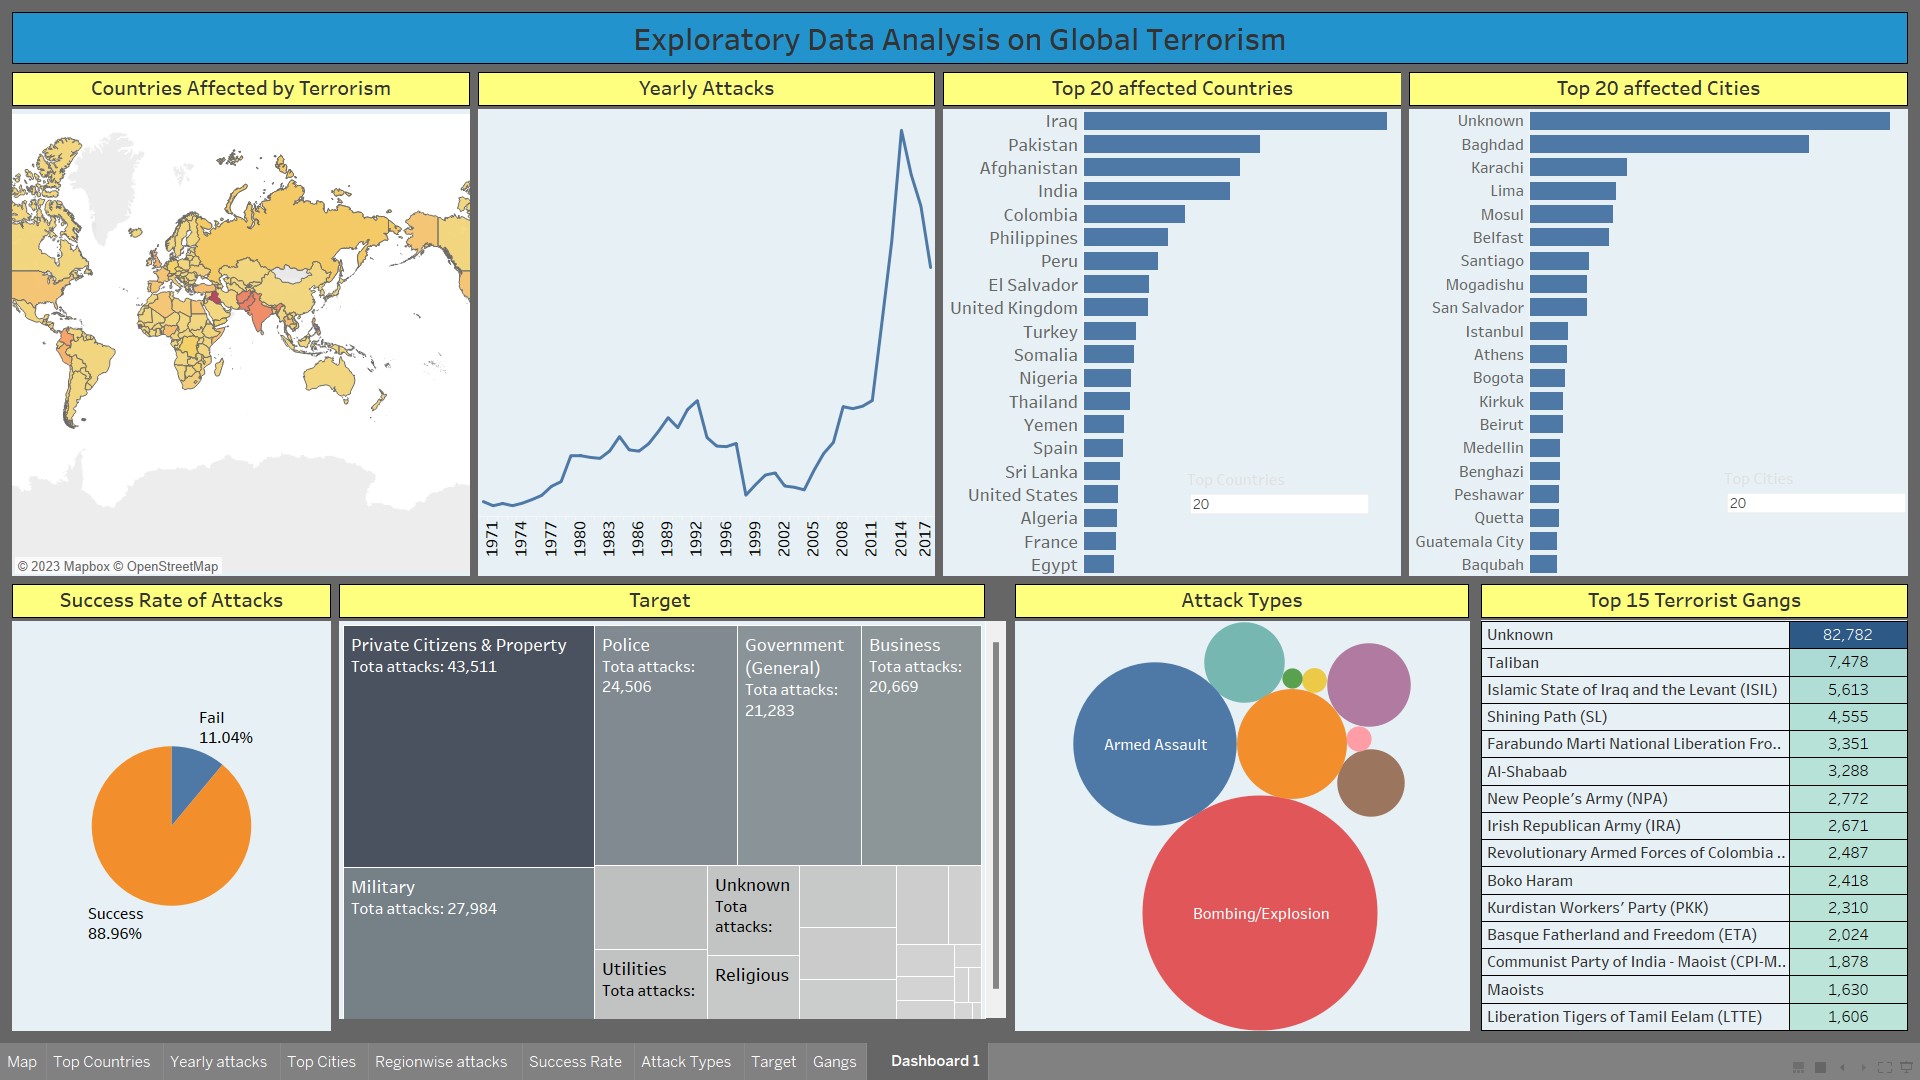 Exploratory Data Analysis on Global Terrorism
Countries Affected by Terrorism
© 2023 Mapbox © OpenStreetMap
Yearly Attacks
1971
1974
1977
1980
1983
1986
1989
1992
1996
1999
2002
2005
2008
2011
2014
2017
Top 20 affected Countries
Iraq
Pakistan
Afghanistan
India
Colombia
Philippines
Peru
El Salvador
United Kingdom
Turkey
Somalia
Nigeria
Thailand
Yemen
Spain
Sri Lanka
United States
Algeria
France
Egypt
Top Countries
20
Top 20 affected Cities
Unknown
Baghdad
Karachi
Lima
Mosul
Belfast
Santiago
Mogadishu
San Salvador
Istanbul
Athens
Bogota
Kirkuk
Beirut
Medellin
Benghazi
Peshawar
Quetta
Guatemala City
Baqubah
Top Cities
20
Success Rate of Attacks
Fail
11.04%
Success
88.96%
Target
Private Citizens & Property
Tota attacks: 43,511
Military
Tota attacks: 27,984
Police
Tota attacks:
24,506
Government
(General)
Tota attacks:
21,283
Business
Tota attacks:
20,669
Utilities
Tota attacks:
Unknown
Tota
attacks:
Religious
Attack Types
Armed Assault
Bombing/Explosion
Top 15 Terrorist Gangs
Unknown 82,782
Taliban 7,478
Islamic State of Iraq and the Levant (ISIL) 5,613
Shining Path (SL) 4,555
Farabundo Marti National Liberation Fro.. 3,351
Al-Shabaab 3,288
New People's Army (NPA) 2,772
Irish Republican Army (IRA) 2,671
Revolutionary Armed Forces of Colombia .. 2,487
Boko Haram 2,418
Kurdistan Workers' Party (PKK) 2,310
Basque Fatherland and Freedom (ETA) 2,024
Communist Party of India - Maoist (CPI-M.. 1,878
Maoists 1,630
Liberation Tigers of Tamil Eelam (LTTE) 1,606
Map Top Countries Yearly attacks Top Cities Regionwise attacks Success Rate Attack Types Target Gangs Dashboard 1